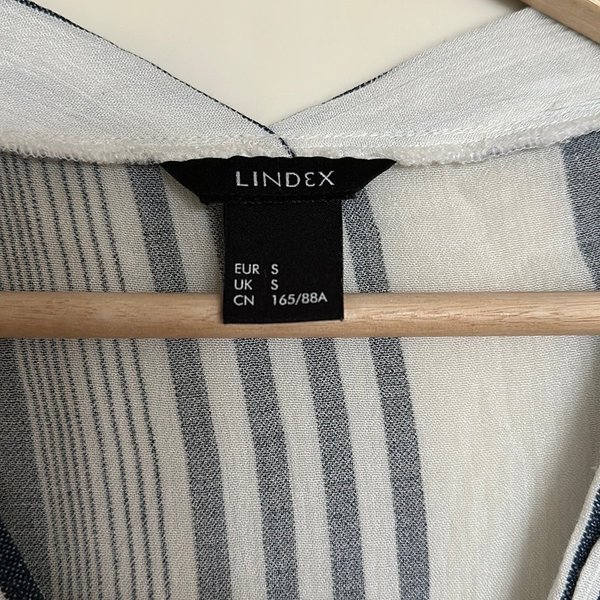 LINDEX
EUR S
UK S
CN 165/88A